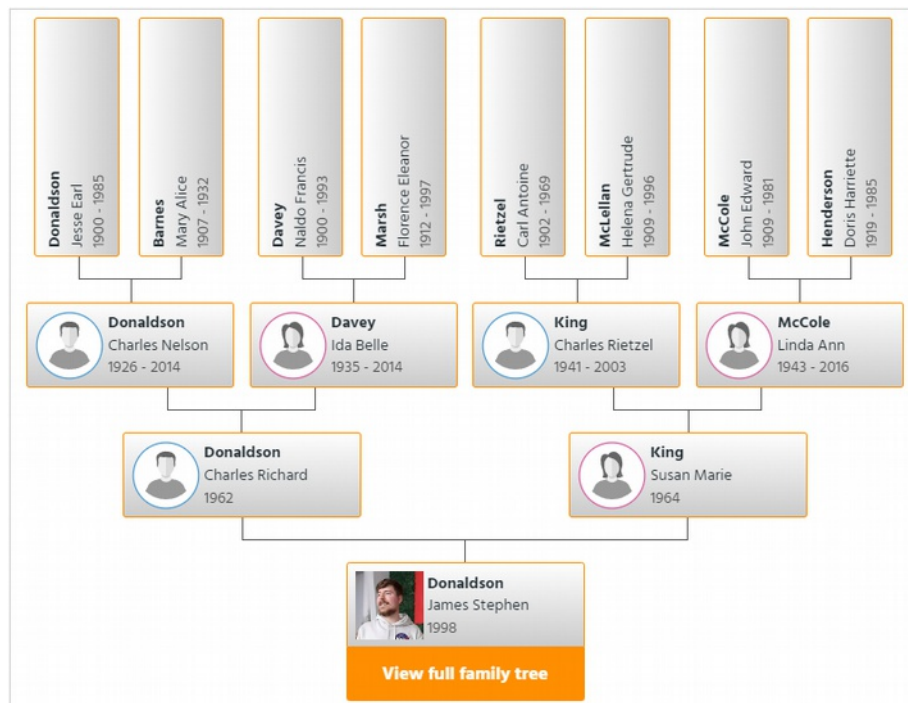 Donaldson
Jesse Earl
1900 - 1985
Barnes
Mary Alice
1907 - 1932
Davey
Naldo Francis
1900 - 1993
Marsh
Florence Eleanor
1912 - 1997
Rietzel
Carl Antoine
1902 - 1969
McLellan
Helena Gertrude
1909 - 1996
McCole
John Edward
1909 - 1981
Henderson
Doris Harriette
1919 - 1985
Donaldson
Charles Nelson
1926 - 2014
Davey
Ida Belle
1935 - 2014
King
Charles Rietzel
1941 - 2003
McCole
Linda Ann
1943 - 2016
Donaldson
Charles Richard
1962
King
Susan Marie
1964
Donaldson
James Stephen
1998
View full family tree